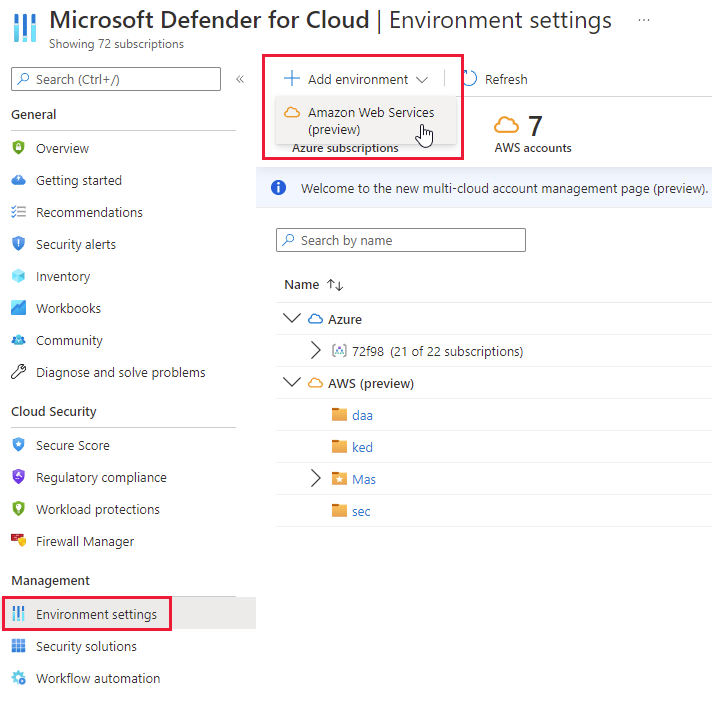 Microsoft Defender for Cloud | Environment settings ...
Showing 72 subscriptions
Search (Ctrl+/)
«
General
Overview
Getting started
Recommendations
Security alerts
Inventory
Workbooks
Community
Diagnose and solve problems
Cloud Security
Secure Score
Regulatory compliance
Workload protections
Firewall Manager
Management
Environment settings
Security solutions
Workflow automation
Add environment
Refresh
Amazon Web Services
(preview)
Azure subscriptions
7
AWS accounts
Welcome to the new multi-cloud account management page (preview).
Search by name
Name
Azure
72f98 (21 of 22 subscriptions)
AWS (preview)
daa
ked
Mas
sec